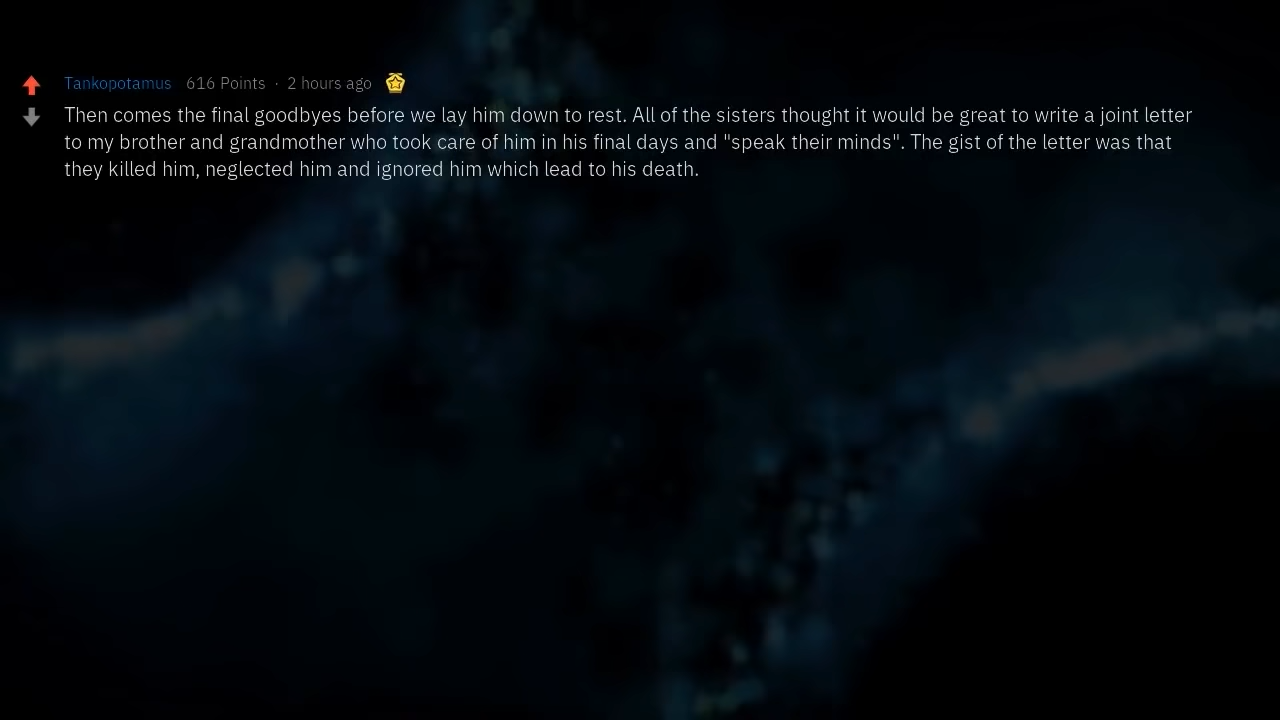 Tankopotamus 616 Points · 2 hours ago
Then comes the final goodbyes before we lay him down to rest. All of the sisters thought it would be great to write a joint letter
to my brother and grandmother who took care of him in his final days and "speak their minds". The gist of the letter was that
they killed him, neglected him and ignored him which lead to his death.